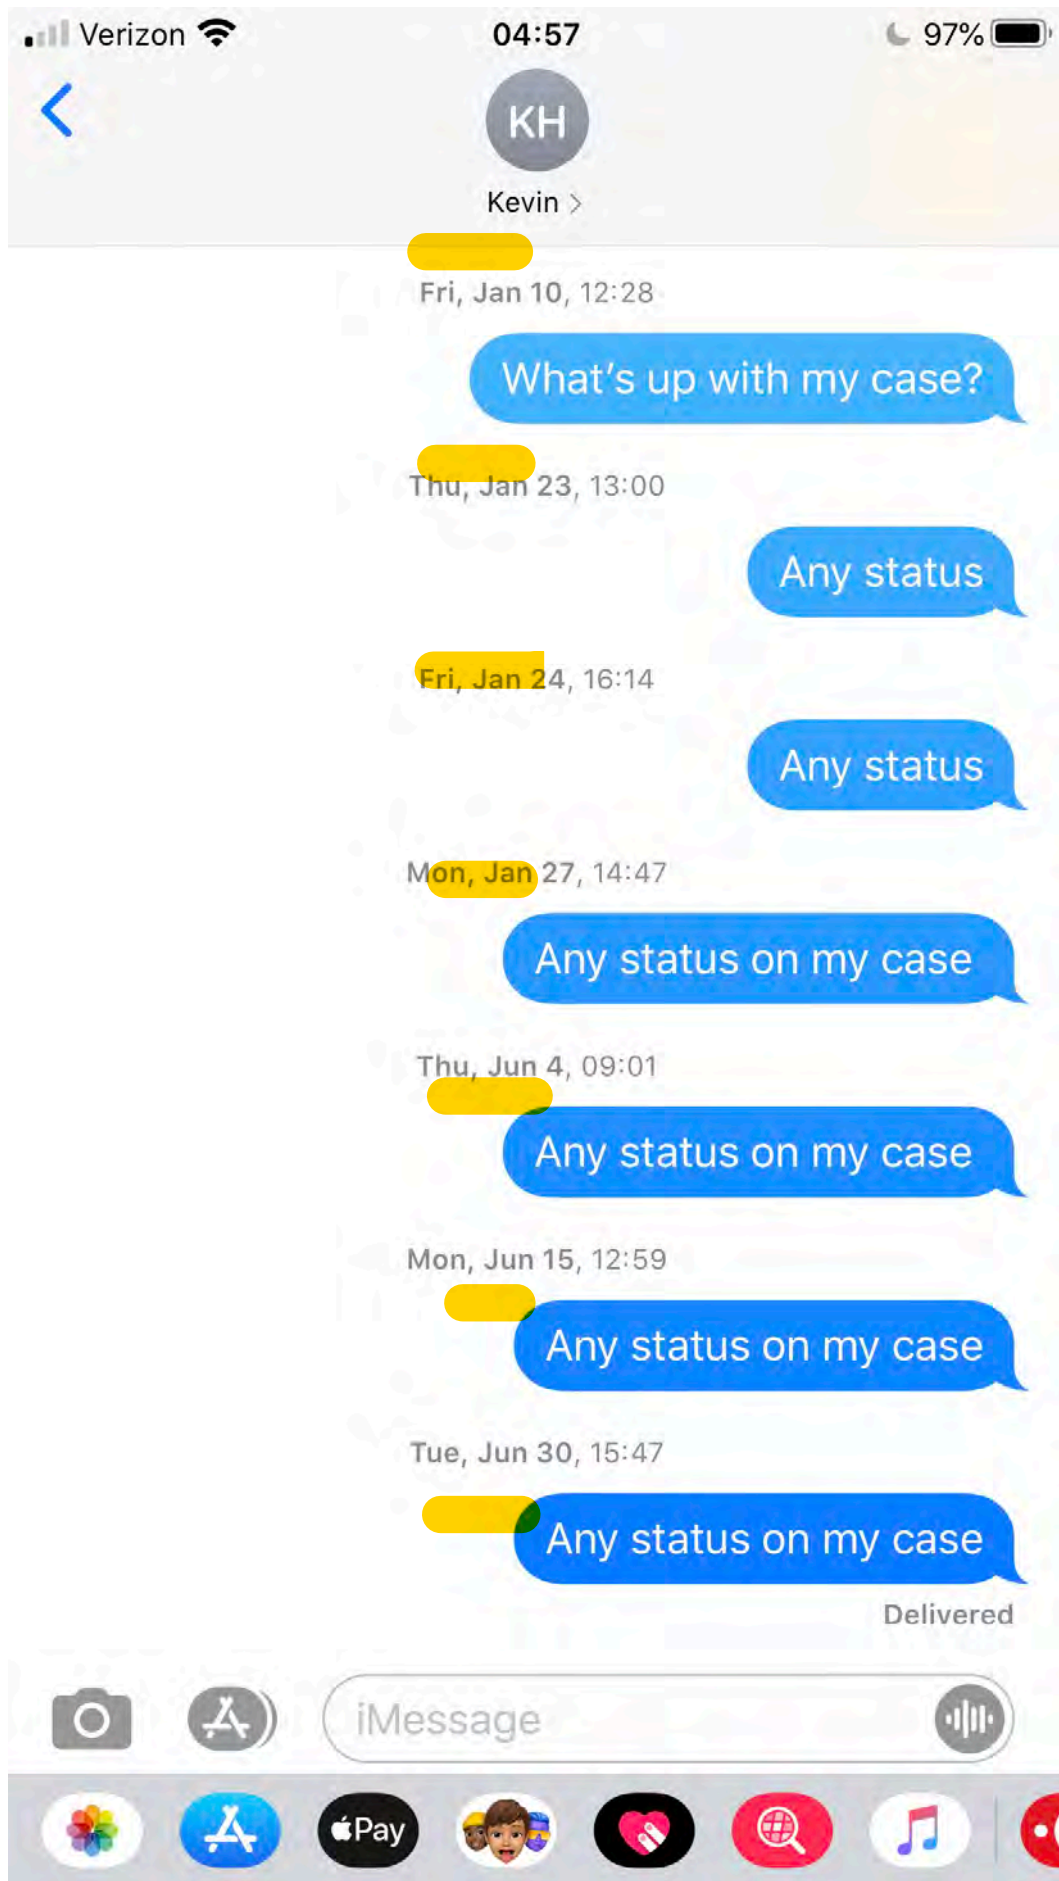 Verizon 04:57 97%
KH
Kevin >
Fri, Jan 10, 12:28
What's up with my case?
Thu, Jan 23, 13:00
Any status
Fri, Jan 24, 16:14
Any status
Mon, Jan 27, 14:47
Any status on my case
Thu, Jun 4, 09:01
Any status on my case
Mon, Jun 15, 12:59
Any status on my case
Tue, Jun 30, 15:47
Any status on my case
Delivered
iMessage
Pay